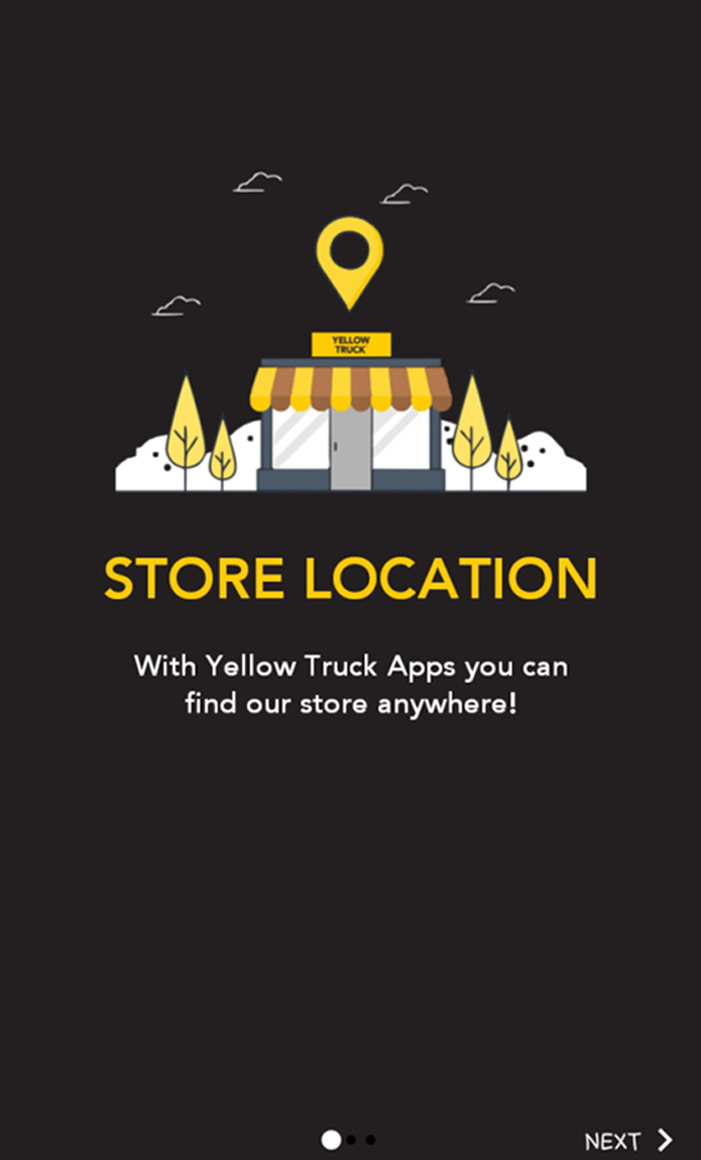 YELLOW
TRUCK
STORE LOCATION
With Yellow Truck Apps you can
find our store anywhere!
NEXT